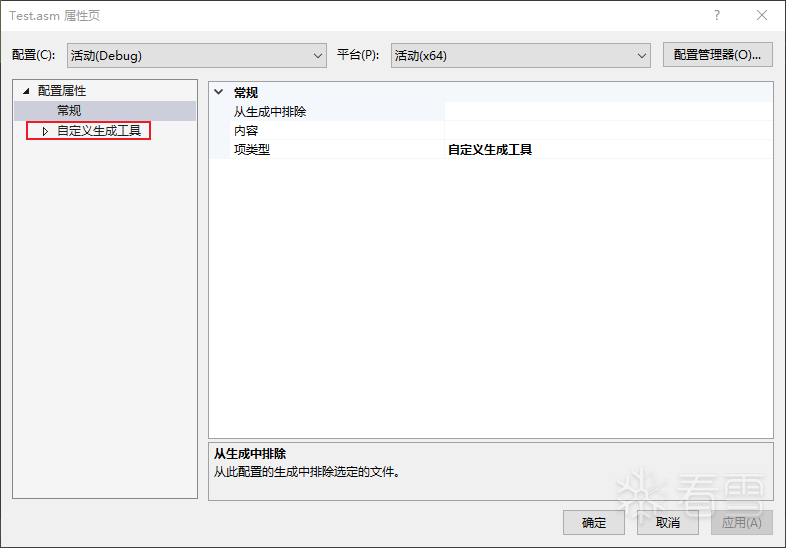 Test.asm 属性页
配置(C): 活动(Debug) 平台(P): 活动(x64) 配置管理器(O)...
配置属性
常规
自定义生成工具
常规
从生成中排除
内容
项类型 自定义生成工具
从生成中排除
从此配置的生成中排除选定的文件。
看雪
确定 取消 应用(A)